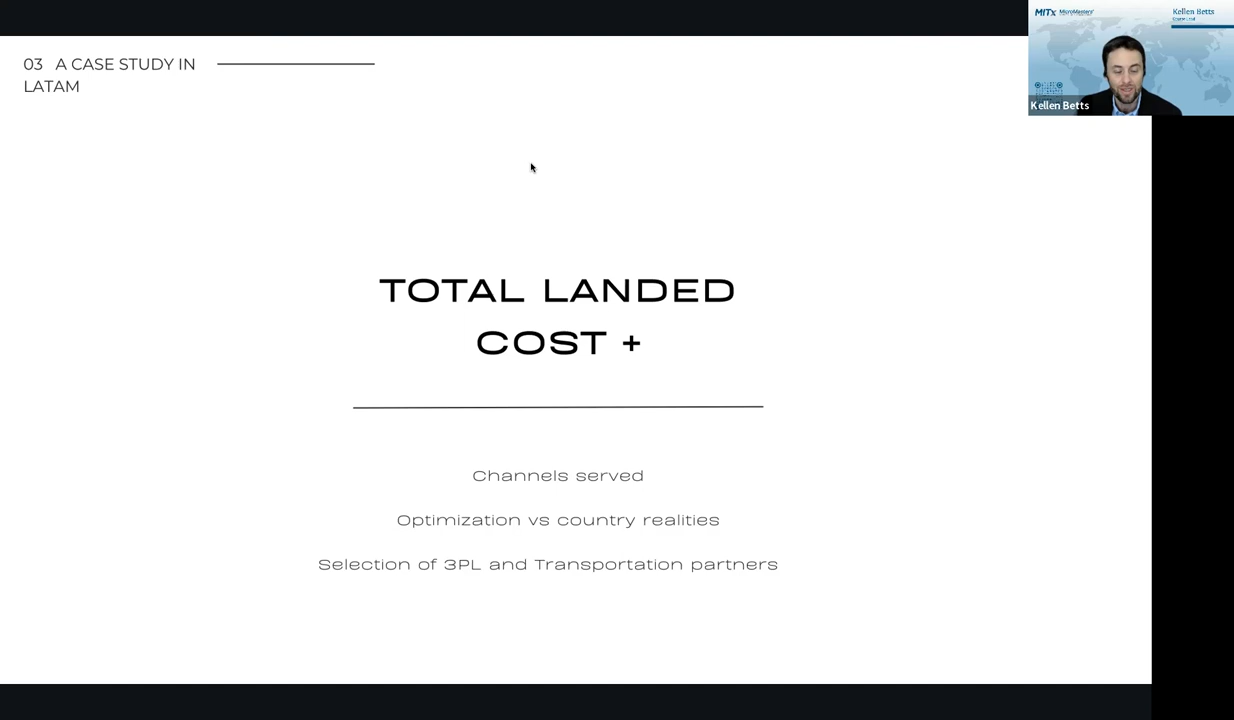 03 A CASE STUDY IN
LATAM
TOTAL LANDED
COST +
Channels served
Optimization vs country realities
Selection of 3PL and Transportation partners
MITx MicroMasters
Kellen Betts
Kellen Betts